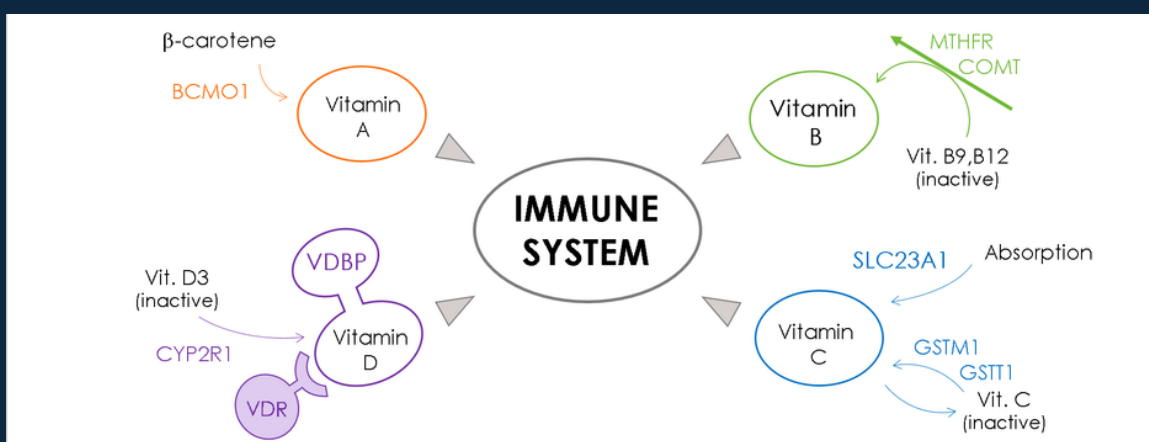 β-carotene
BCMO1
Vitamin
A
MTHFR
COMT
Vitamin
B
Vit. B9,B12
(inactive)
IMMUNE
SYSTEM
VDBP
Vit. D3
(inactive)
CYP2R1
Vitamin
D
VDR
SLC23A1
Absorption
Vitamin
C
GSTM1
GSTT1
Vit. C
(inactive)